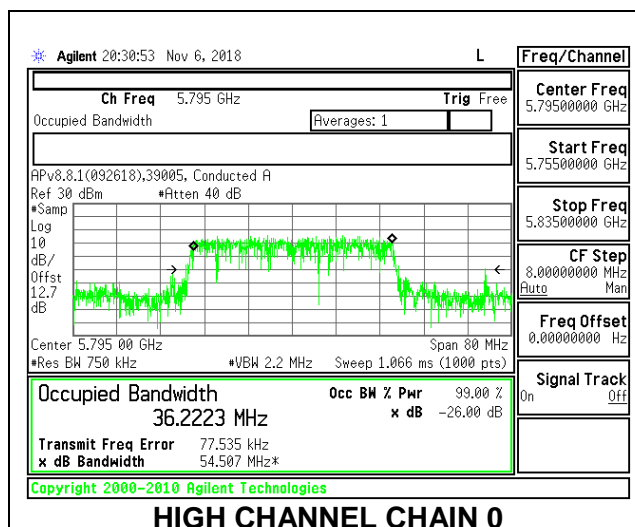 Agilent 20:30:53 Nov 6, 2018 L Freq/Channel
Ch Freq 5.795 GHz Trig Free
Occupied Bandwidth Averages: 1
Center Freq
5.79500000 GHz
Start Freq
5.75500000 GHz
APv8.8.1(092618),39005, Conducted A
Ref 30 dBm #Atten 40 dB
#Samp
Log
10
dB/
Offst
12.7
dB
Stop Freq
5.83500000 GHz
CF Step
8.00000000 MHz
Auto Man
Freq Offset
0.00000000 Hz
Center 5.795 00 GHz Span 80 MHz
#Res BW 750 kHz #VBW 2.2 MHz Sweep 1.066 ms (1000 pts)
Signal Track
On Off
Occupied Bandwidth Occ BW % Pwr 99.00 %
36.2223 MHz x dB -26.00 dB
Transmit Freq Error 77.535 kHz
x dB Bandwidth 54.507 MHz*
Copyright 2000-2010 Agilent Technologies
HIGH CHANNEL CHAIN 0